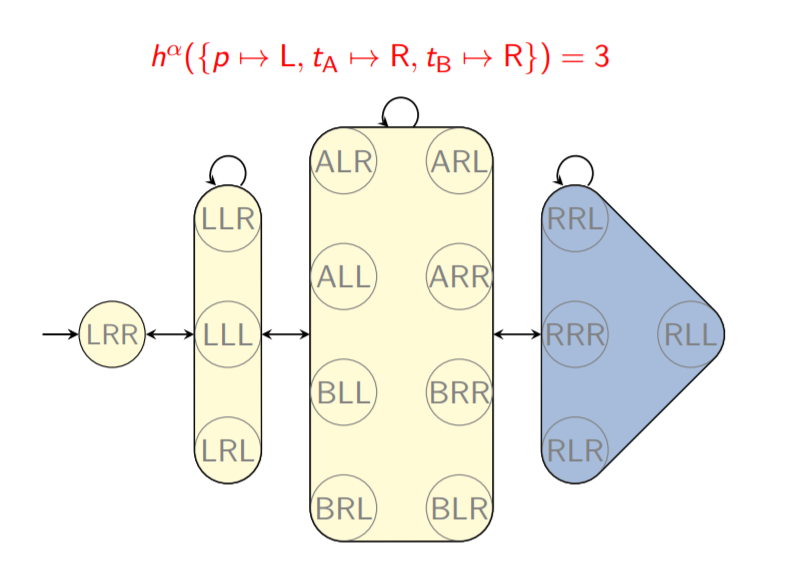 h^α({p ↦ L, t_A ↦ R, t_B ↦ R}) = 3
ALR ARL
LLR RRL
ALL ARR
LRR LLL RRR RLL
BLL BRR
LRL RLR
BRL BLR